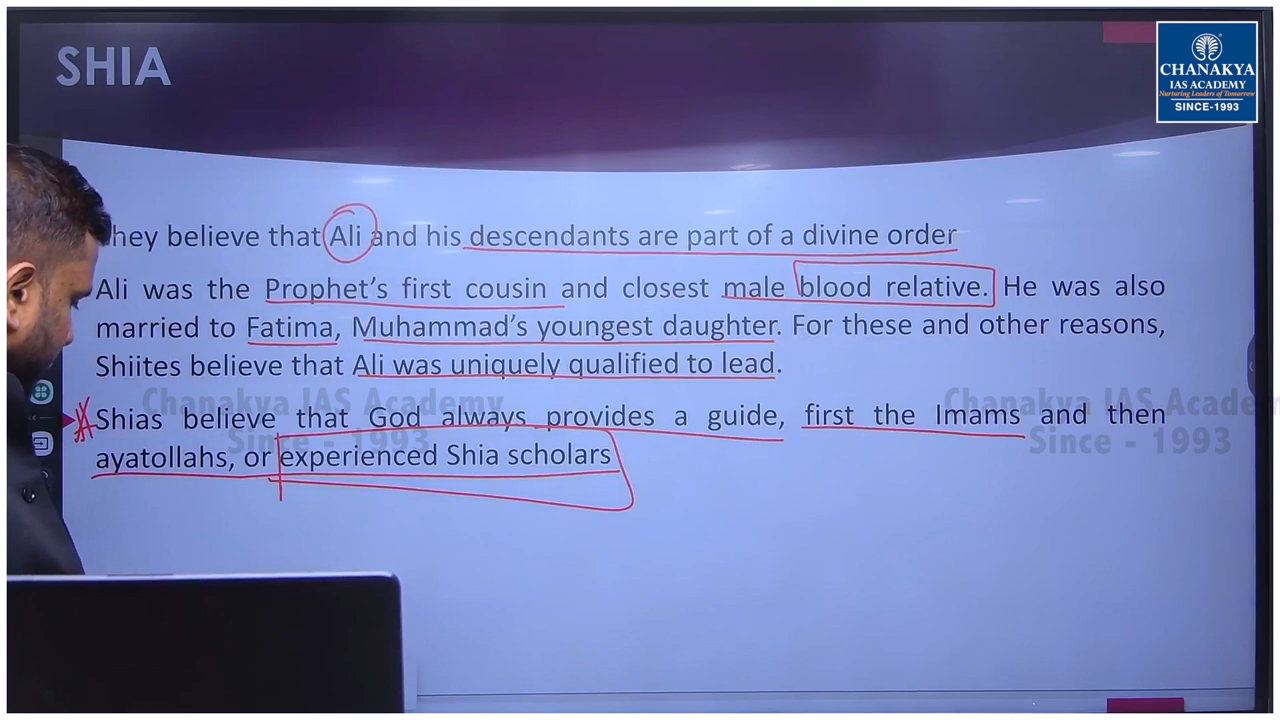 SHIA
CHANAKYA
IAS ACADEMY
Nurturing Leaders of Tomorrow
SINCE-1993
hey believe that Ali and his descendants are part of a divine order
Ali was the Prophet's first cousin and closest male blood relative. He was also
married to Fatima, Muhammad's youngest daughter. For these and other reasons,
Shiites believe that Ali was uniquely qualified to lead.
Chanakya IAS Academy
Chanakya IAS Acade
Shias believe that God always provides a guide, first the Imams and then
Since - 1993
Since - 1993
ayatollahs, or experienced Shia scholars